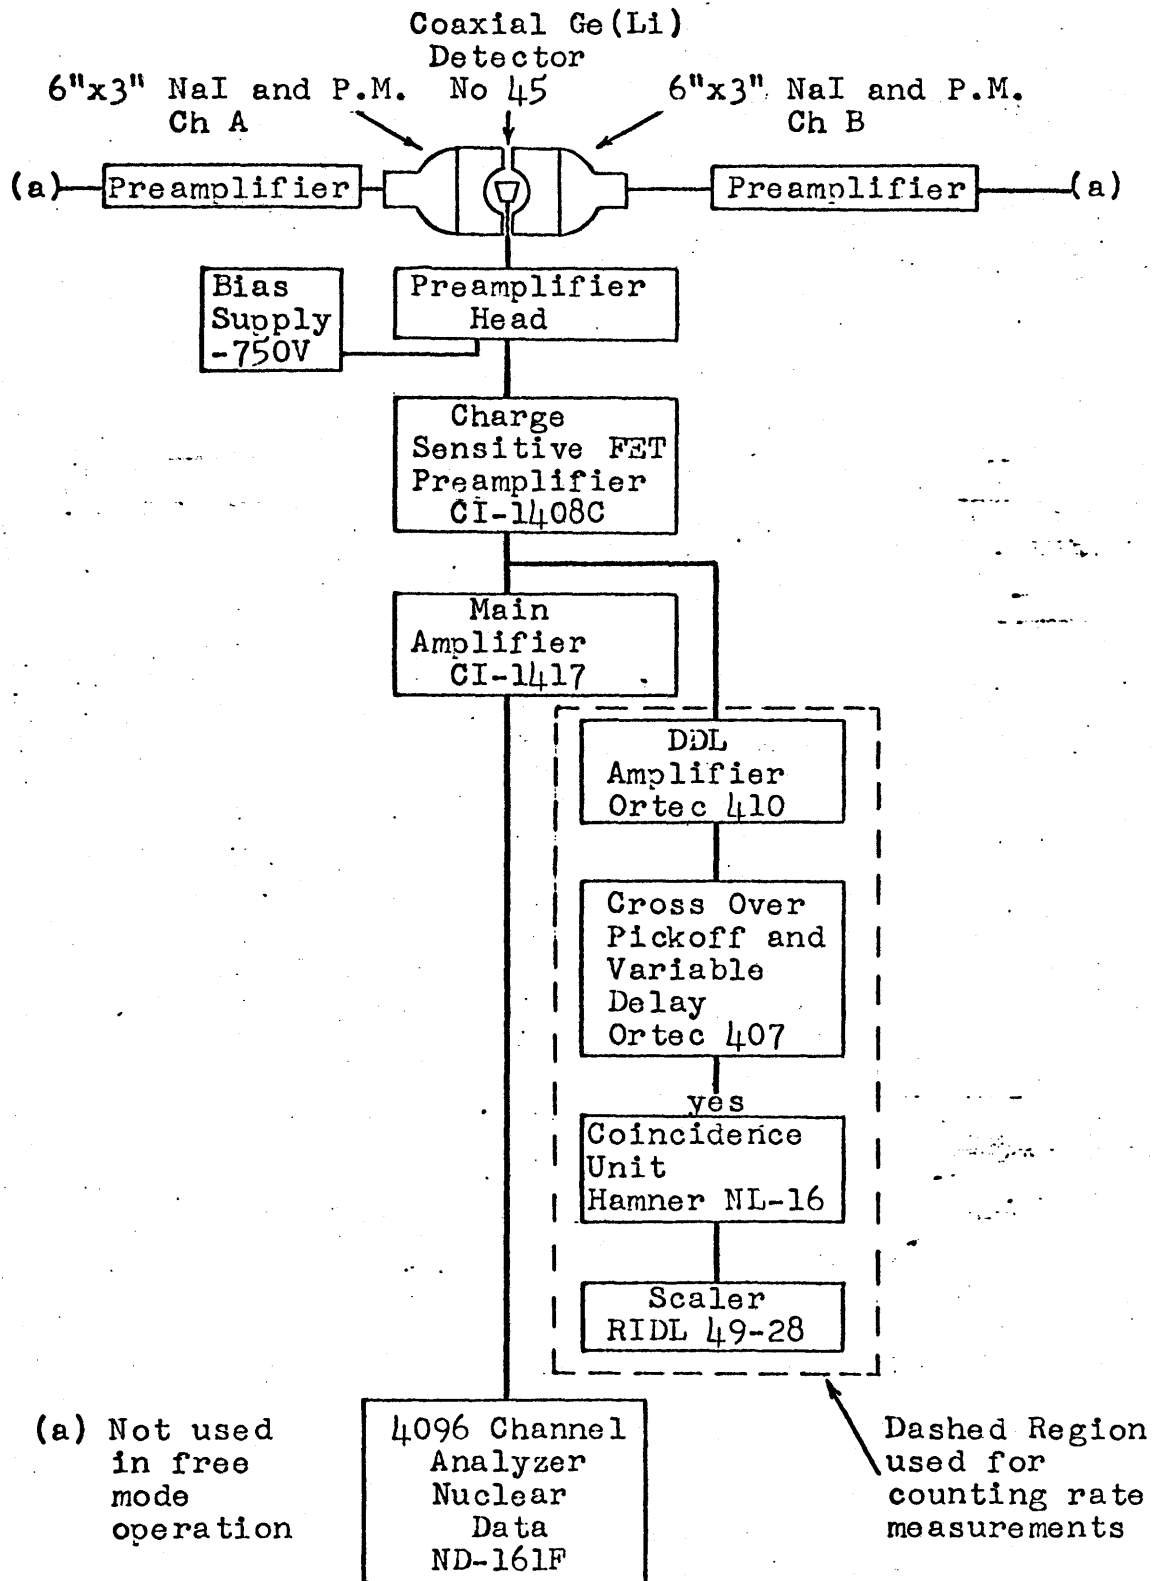 Coaxial Ge(Li)
Detector
No 45
6"x3" NaI and P.M.
Ch A
6"x3" NaI and P.M.
Ch B
(a)
Preamplifier
Preamplifier
(a)
Bias
Supply
-750V
Preamplifier
Head
Charge
Sensitive FET
Preamplifier
CI-1408C
Main
Amplifier
CI-1417
DDL
Amplifier
Ortec 410
Cross Over
Pickoff and
Variable
Delay
Ortec 407
yes
Coincidence
Unit
Hamner NL-16
Scaler
RIDL 49-28
(a) Not used
in free
mode
operation
4096 Channel
Analyzer
Nuclear
Data
ND-161F
Dashed Region
used for
counting rate
measurements